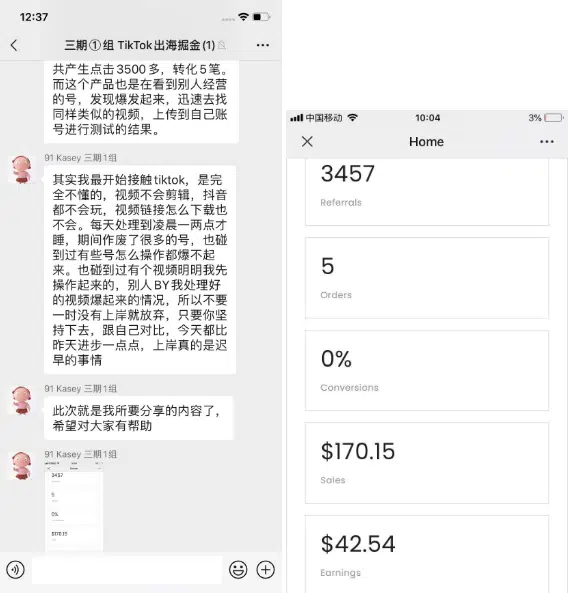 12:37
三期①组 TikTok出海掘金(1)
共产生点击3500多，转化5笔。
而这个产品也是在看到别人经营
的号，发现爆发起来，迅速去找
同样类似的视频，上传到自己账
号进行测试的结果。
91 Kasey 三期1组
其实我最开始接触tiktok，是完
全不懂的，视频不会剪辑，抖音
都不会玩，视频链接怎么下载也
不会。每天处理到凌晨一两点才
睡，期间作废了很多的号，也碰
到过有些号怎么操作都爆不起
来。也碰到过有个视频明明我先
操作起来的，别人BY我处理好
的视频爆起来的情况，所以不要
一时没有上岸就放弃，只要你坚
持下去，跟自己对比，今天都比
昨天进步一点点，上岸真的是迟
早的事情
91 Kasey 三期1组
此次就是我所要分享的内容了，
希望对大家有帮助
91 Kasey 三期1组
3457
5
0%
$170.15
中国移动
10:04
3%
Home
3457
Referrals
5
Orders
0%
Conversions
$170.15
Sales
$42.54
Earnings